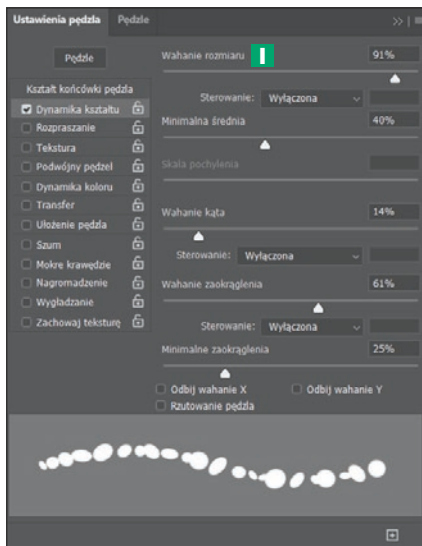 Ustawienia pędzla Pędzle
Pędzle
Wahanie rozmiaru I 91%
Kształt końcówki pędzla
Sterowanie: Wyłączona
Dynamika kształtu
Minimalna średnia 40%
Rozpraszanie
Tekstura
Podwójny pędzel
Skala pochylenia
Dynamika koloru
Transfer
Wahanie kąta 14%
Ułożenie pędzla
Szum
Sterowanie: Wyłączona
Mokre krawędzie
Nagromadzenie
Wahanie zaokrąglenia 61%
Wygładzanie
Zachowaj teksturę
Sterowanie: Wyłączona
Minimalne zaokrąglenia 25%
Odbij wahanie X Odbij wahanie Y
Rzutowanie pędzla